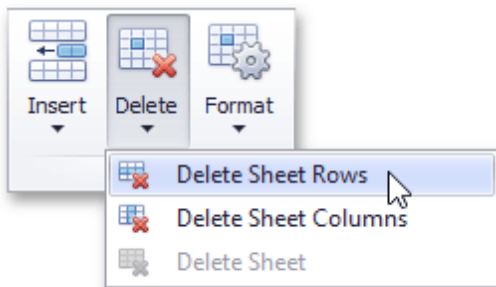 Insert Delete Format
Delete Sheet Rows
Delete Sheet Columns
Delete Sheet